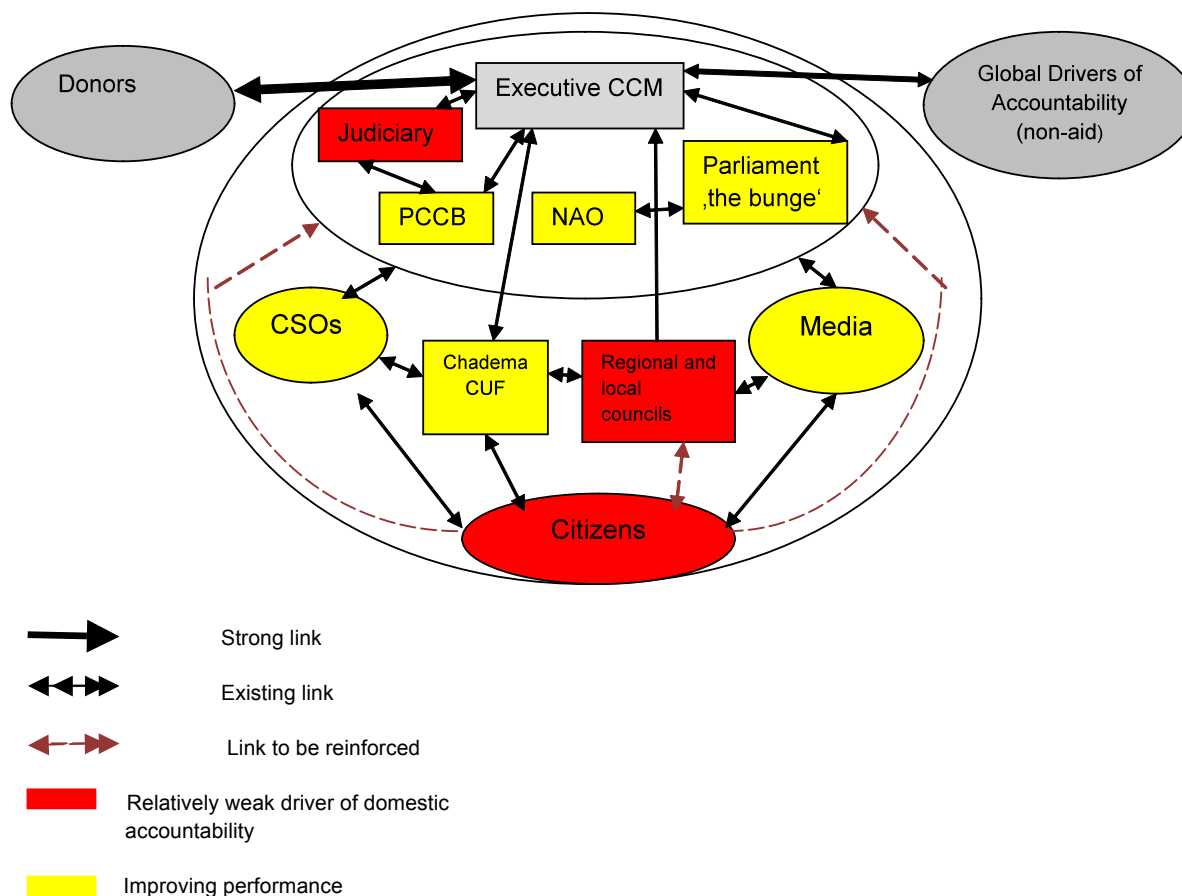 Donors
Executive CCM
Global Drivers of
Accountability
(non-aid)
Judiciary
Parliament
‚the bunge‘
PCCB
NAO
CSOs
Media
Chadema
CUF
Regional and
local
councils
Citizens
Strong link
Existing link
Link to be reinforced
Relatively weak driver of domestic
accountability
Improving performance